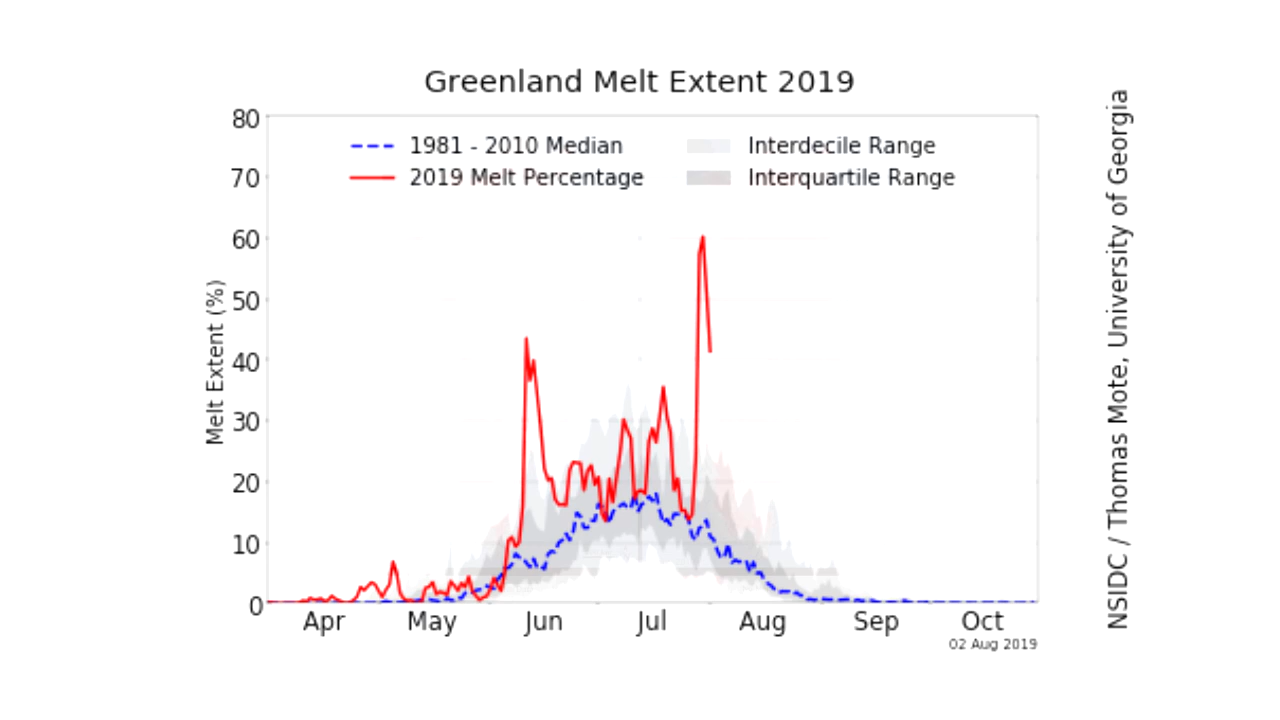 Greenland Melt Extent 2019
80
70
60
50
40
30
20
10
0
Melt Extent (%)
1981 - 2010 Median
2019 Melt Percentage
Interdecile Range
Interquartile Range
Apr May Jun Jul Aug Sep Oct
02 Aug 2019
NSIDC / Thomas Mote, University of Georgia